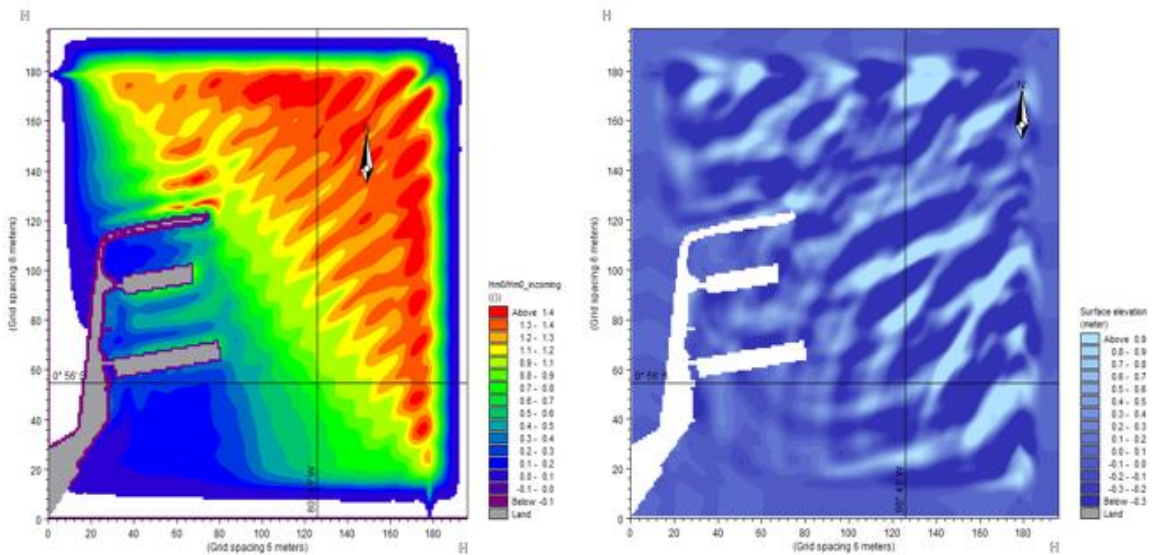 [-]
(Grid spacing 6 meters)
180
160
140
120
100
80
60
40
20
0
0° 56' 5
0 20 40 60 80 100 120 140 160 180
(Grid spacing 6 meters)
[-]
Hm0/Hm0_incoming
(())
Above 1.4
1.3 - 1.4
1.2 - 1.3
1.1 - 1.2
1.0 - 1.1
0.9 - 1.0
0.8 - 0.9
0.7 - 0.8
0.6 - 0.7
0.5 - 0.6
0.4 - 0.5
0.3 - 0.4
0.2 - 0.3
0.1 - 0.2
0.0 - 0.1
-0.1 - 0.0
Below -0.1
Land
[-]
(Grid spacing 6 meters)
180
160
140
120
100
80
60
40
20
0
N
0° 56'
0 20 40 60 80 100 120 140 160 180
(Grid spacing 6 meters)
[-]
Surface elevation
(meter)
Above 0.9
0.8 - 0.9
0.7 - 0.8
0.6 - 0.7
0.5 - 0.6
0.4 - 0.5
0.3 - 0.4
0.2 - 0.3
0.1 - 0.2
0.0 - 0.1
-0.1 - 0.0
-0.2 - -0.1
-0.3 - -0.2
Below -0.3
Land